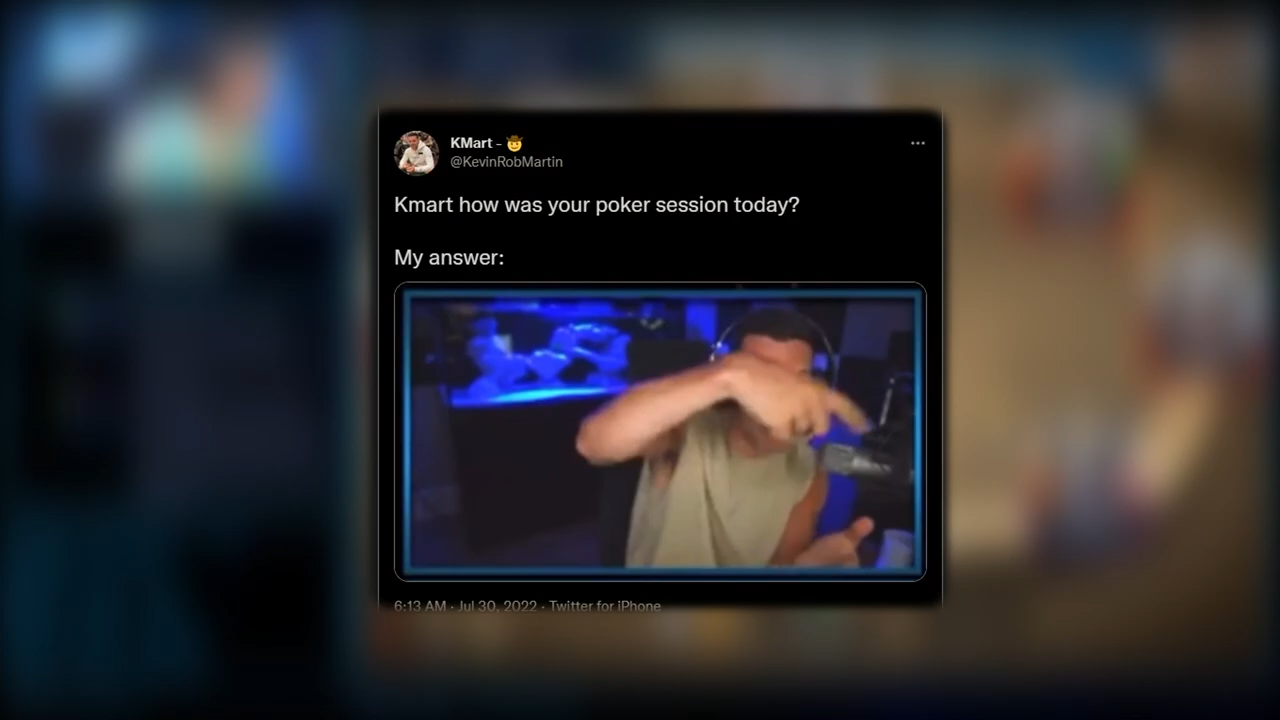 KMart - 🤠
@KevinRobMartin
Kmart how was your poker session today?
My answer:
6:13 AM · Jul 30, 2022 · Twitter for iPhone